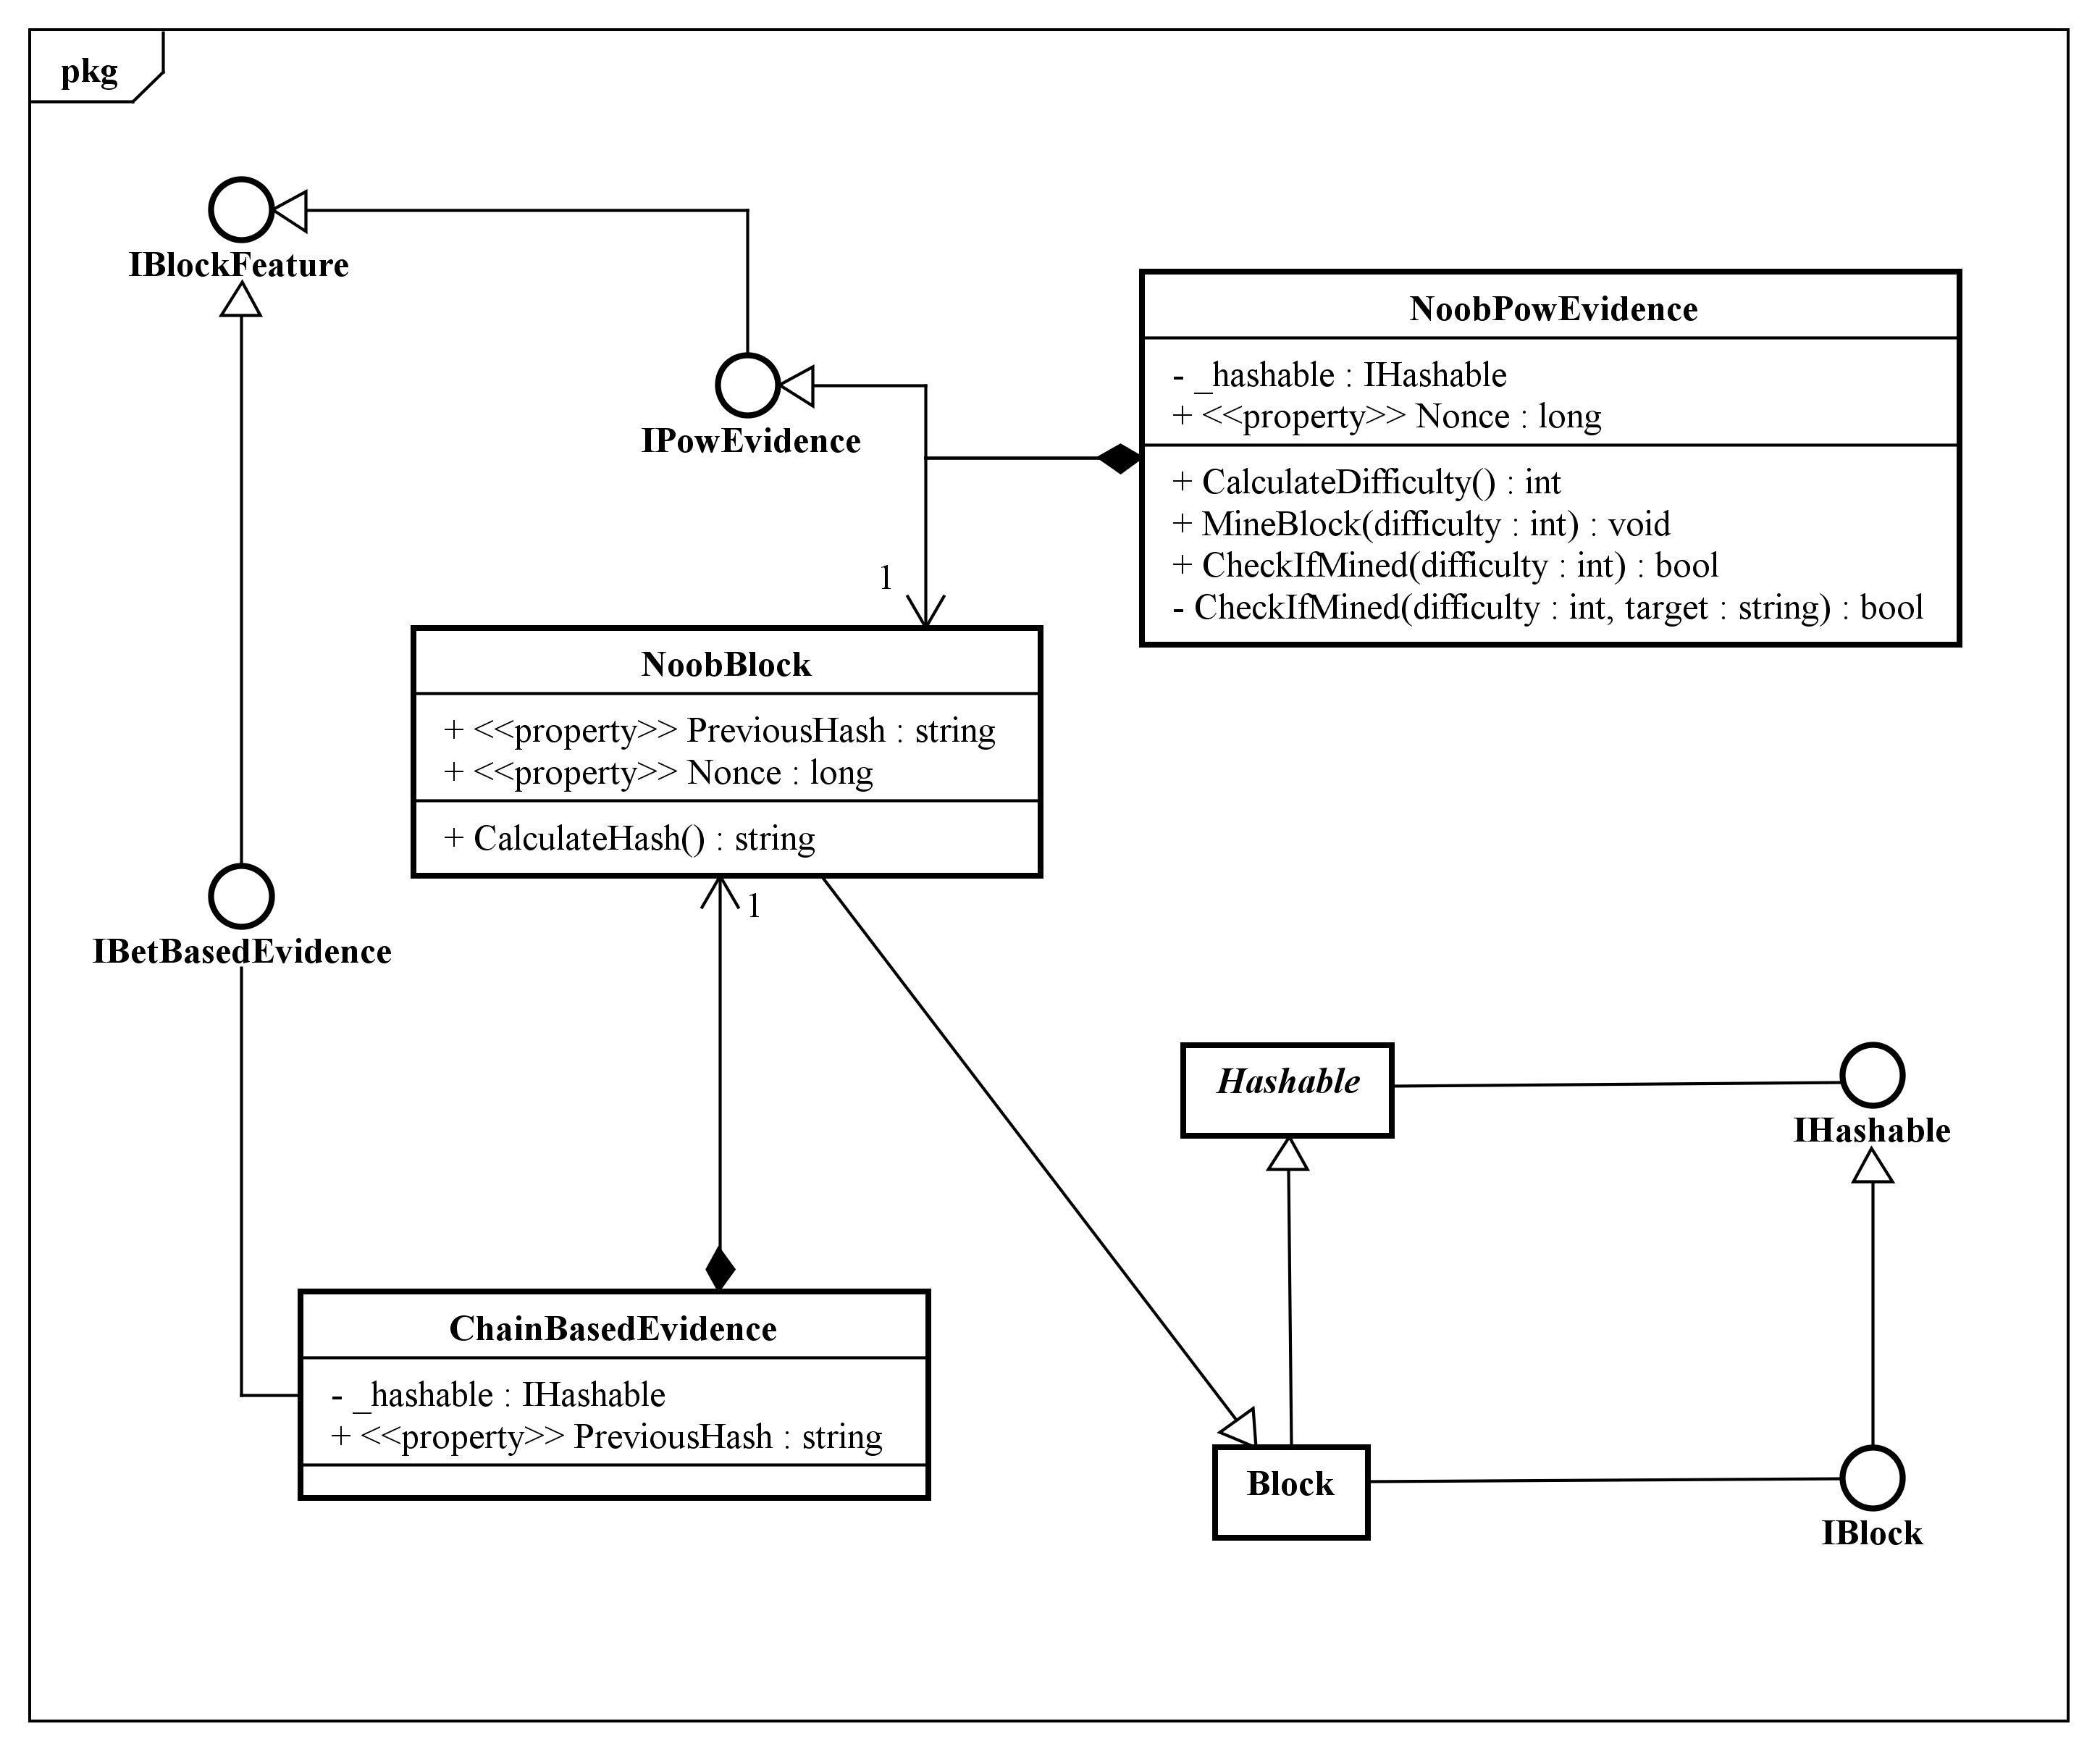 pkg
IBlockFeature
NoobPowEvidence
- _hashable : IHashable
+ <<property>> Nonce : long
+ CalculateDifficulty() : int
+ MineBlock(difficulty : int) : void
+ CheckIfMined(difficulty : int) : bool
- CheckIfMined(difficulty : int, target : string) : bool
IPowEvidence
1
NoobBlock
+ <<property>> PreviousHash : string
+ <<property>> Nonce : long
+ CalculateHash() : string
1
IBetBasedEvidence
Hashable
IHashable
ChainBasedEvidence
- _hashable : IHashable
+ <<property>> PreviousHash : string
Block
IBlock